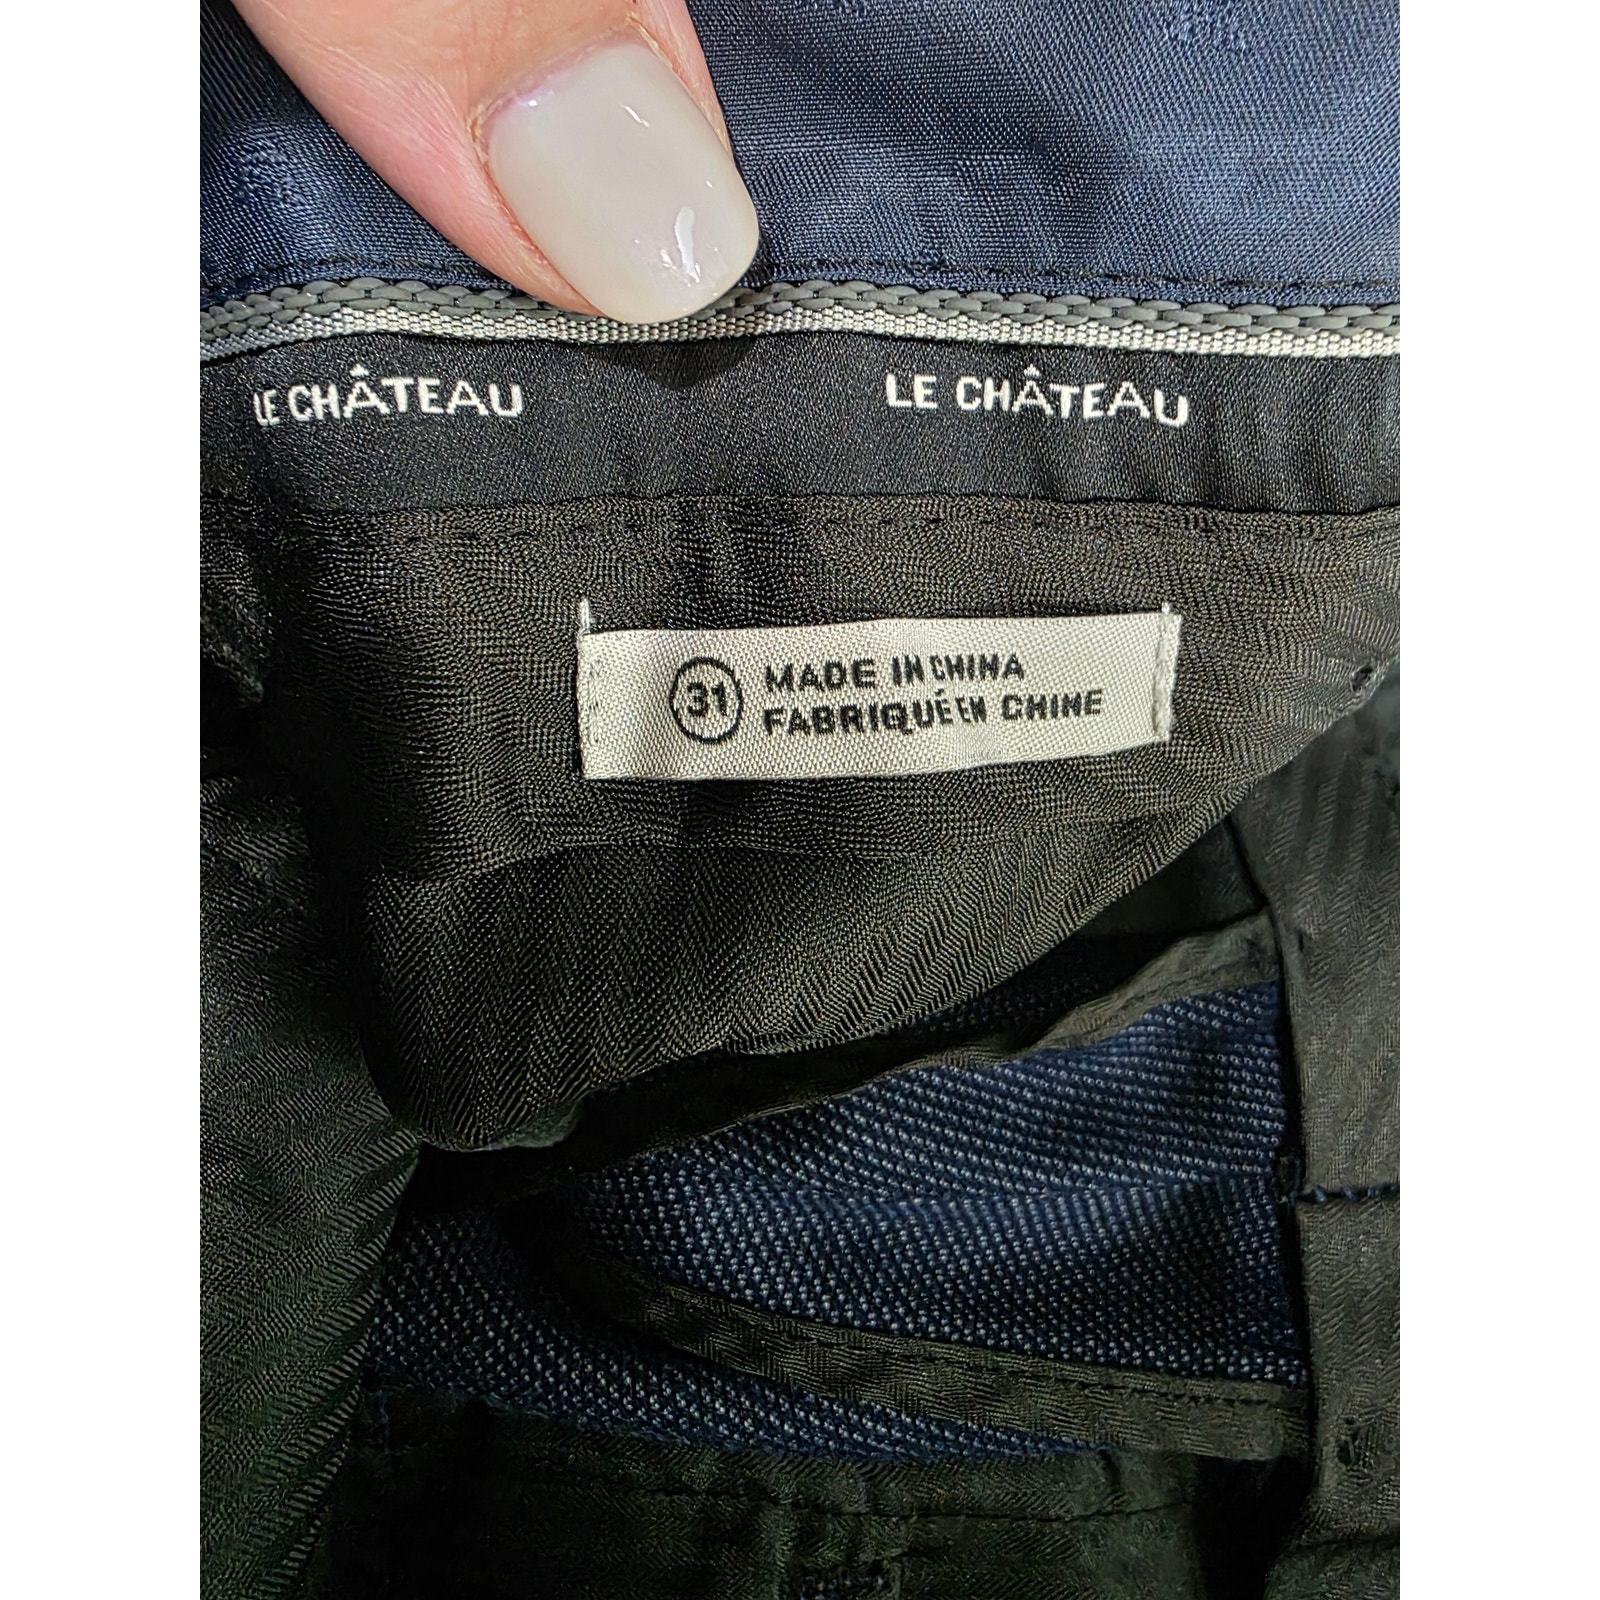 LE CHÂTEAU LE CHÂTEAU
31 MADE IN CHINA
FABRIQUÉ EN CHINE